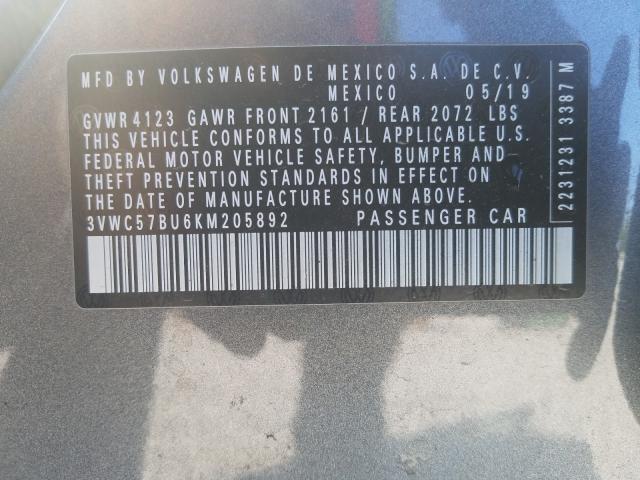 MFD BY VOLKSWAGEN DE MEXICO S.A. DE C.V.
MEXICO 05/19
GVWR 4123 GAWR FRONT 2161 / REAR 2072 LBS
THIS VEHICLE CONFORMS TO ALL APPLICABLE U.S.
FEDERAL MOTOR VEHICLE SAFETY, BUMPER AND
THEFT PREVENTION STANDARDS IN EFFECT ON
THE DATE OF MANUFACTURE SHOWN ABOVE.
3VWC57BU6KM205892 PASSENGER CAR
2231231 3387 M